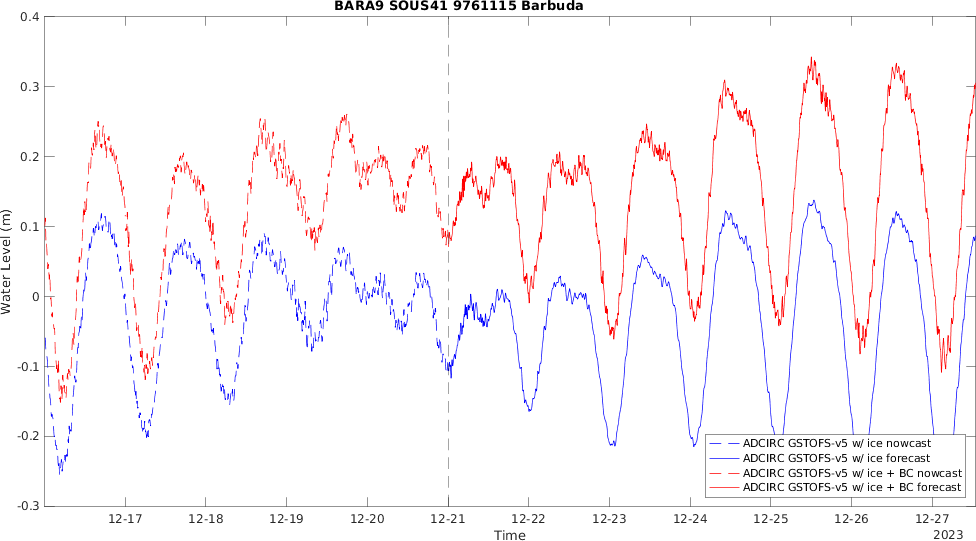 BARA9 SOUS41 9761115 Barbuda
0.4
0.3
0.2
0.1
0
-0.1
-0.2
-0.3
Water Level (m)
ADCIRC GSTOFS-v5 w/ ice nowcast
ADCIRC GSTOFS-v5 w/ ice forecast
ADCIRC GSTOFS-v5 w/ ice + BC nowcast
ADCIRC GSTOFS-v5 w/ ice + BC forecast
12-17 12-18 12-19 12-20 12-21 12-22 12-23 12-24 12-25 12-26 12-27
Time
2023